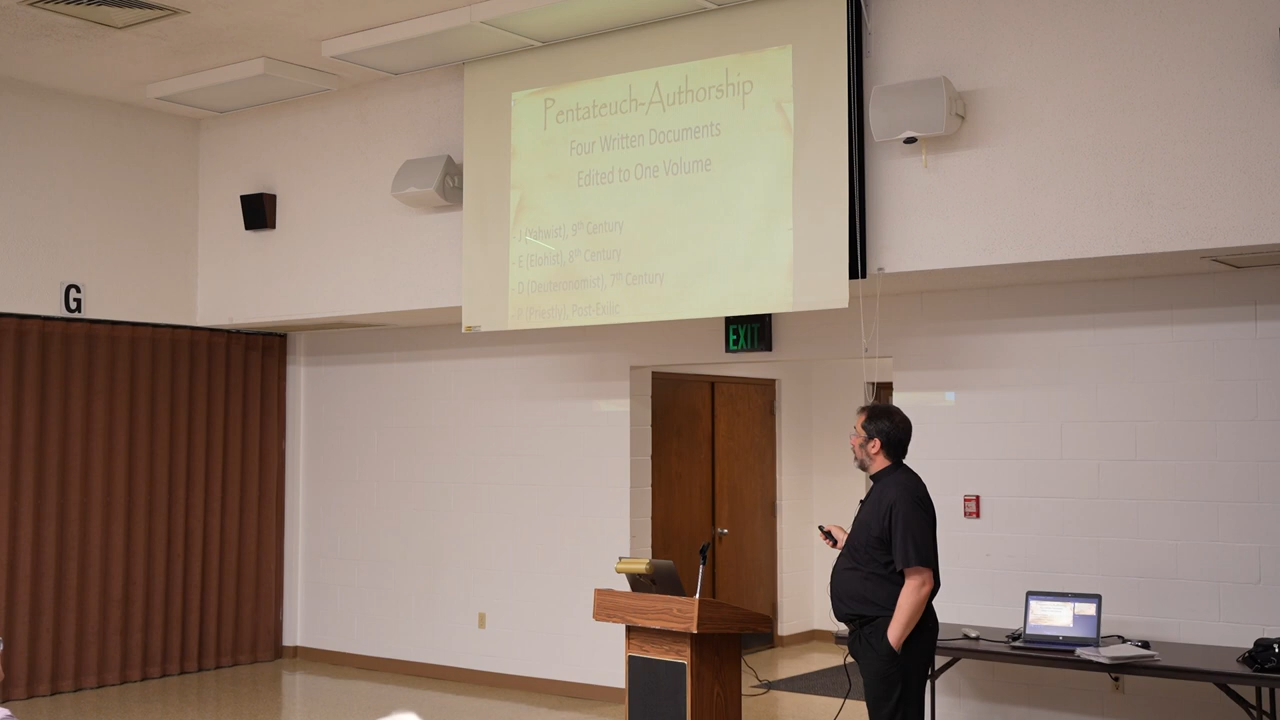 Pentateuch-Authorship
Four Written Documents
Edited to One Volume
- J (Yahwist), 9th Century
- E (Elohist), 8th Century
- D (Deuteronomist), 7th Century
- P (Priestly), Post-Exilic
G
EXIT